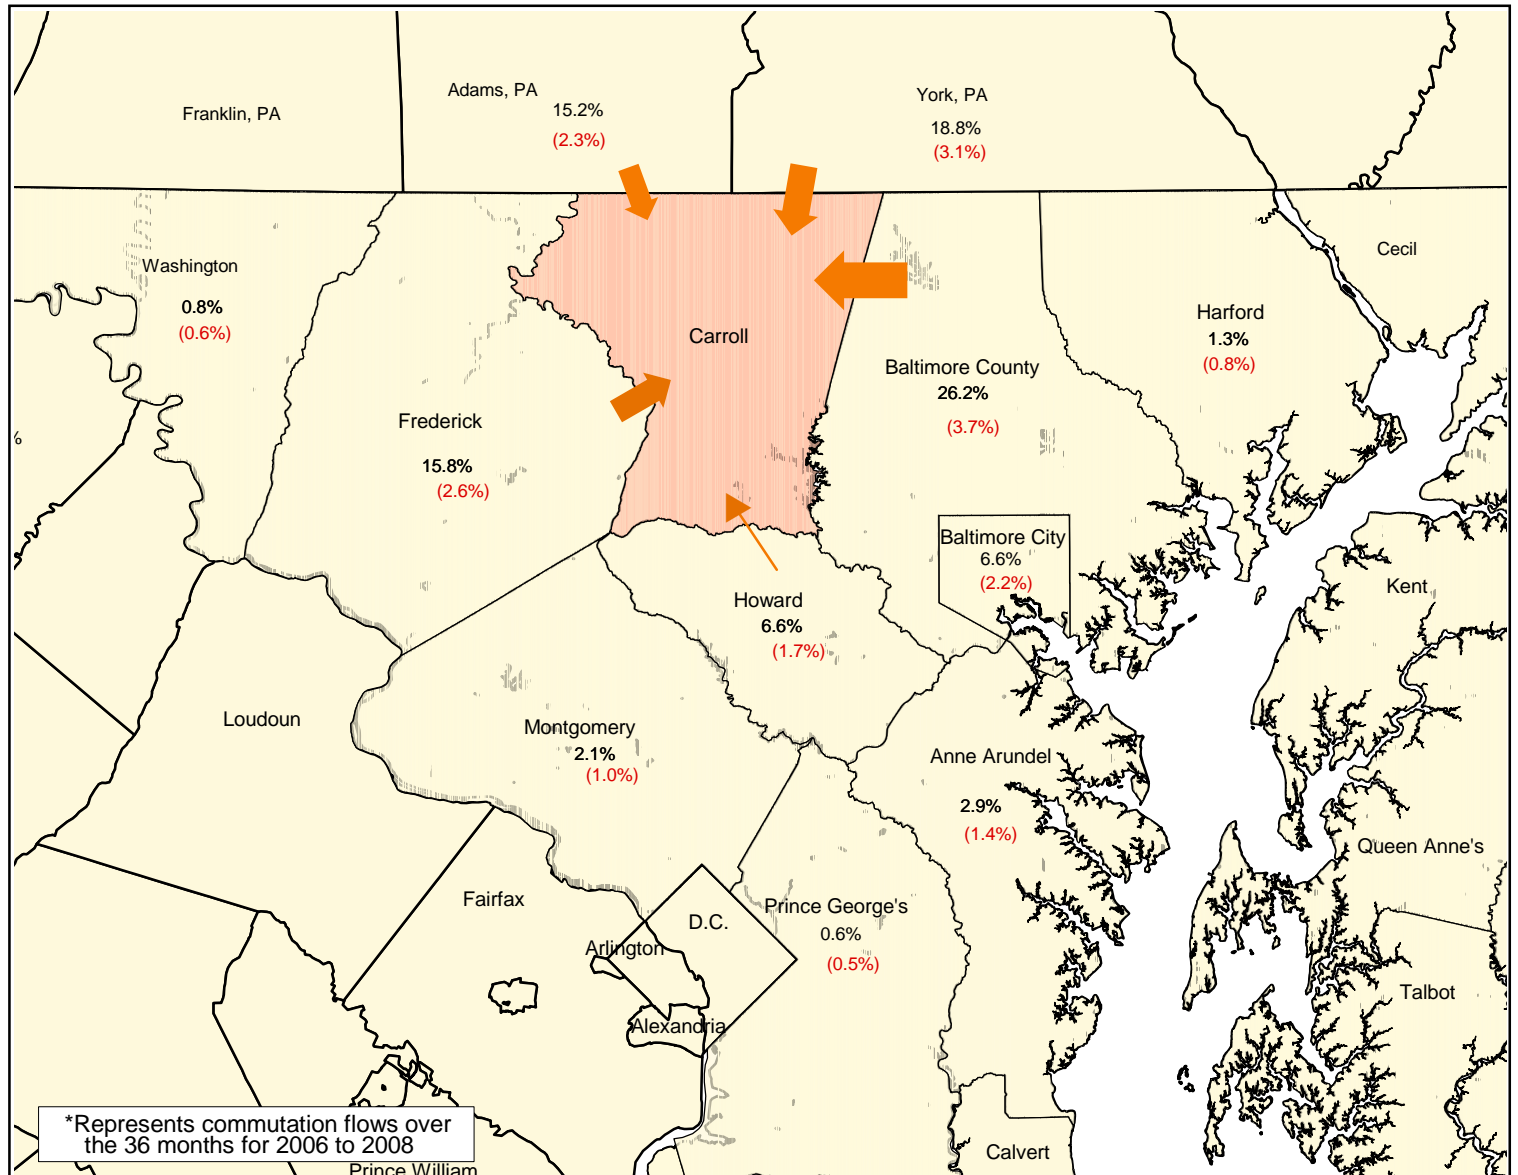 Franklin, PA
Adams, PA
15.2%
(2.3%)
York, PA
18.8%
(3.1%)
Washington
0.8%
(0.6%)
Cecil
Harford
1.3%
(0.8%)
Carroll
Baltimore County
26.2%
(3.7%)
Frederick
15.8%
(2.6%)
%
Baltimore City
6.6%
(2.2%)
Howard
6.6%
(1.7%)
Kent
Loudoun
Montgomery
2.1%
(1.0%)
Anne Arundel
2.9%
(1.4%)
Queen Anne's
Fairfax
D.C.
Arlington
Prince George's
0.6%
(0.5%)
Talbot
Alexandria
*Represents commutation flows over
the 36 months for 2006 to 2008
Calvert
Prince William